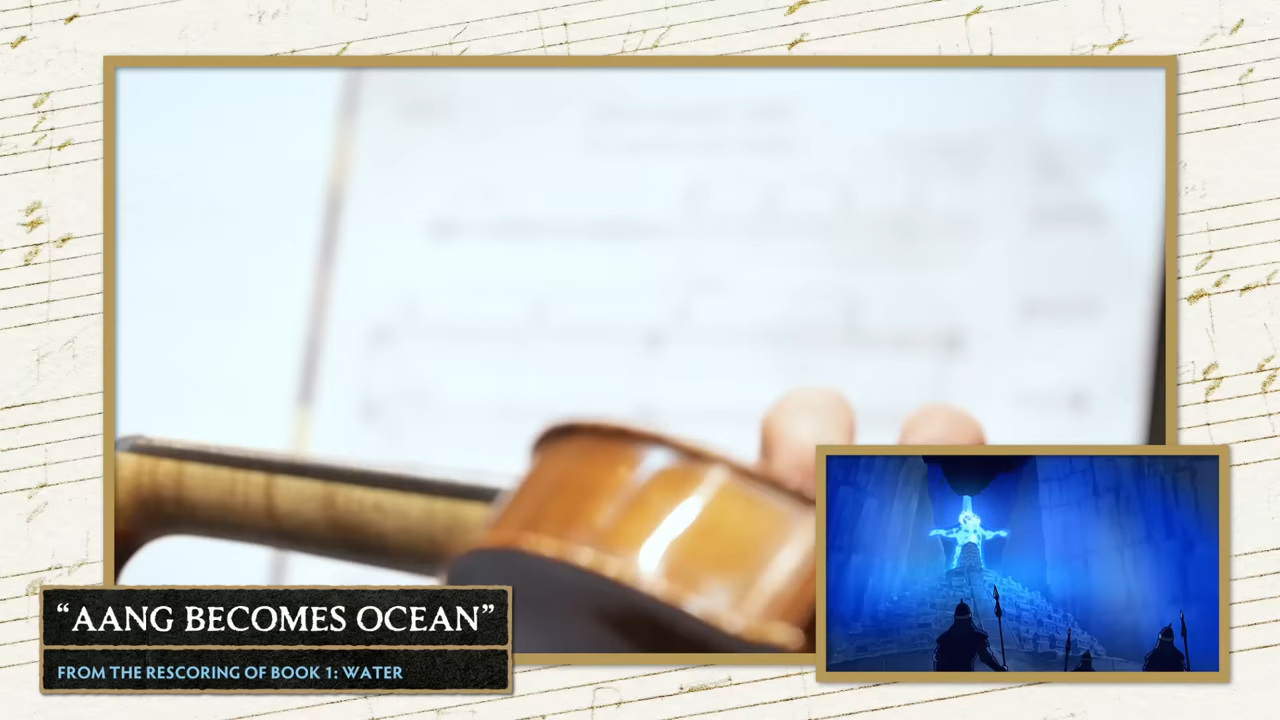 “AANG BECOMES OCEAN”
FROM THE RESCORING OF BOOK 1: WATER